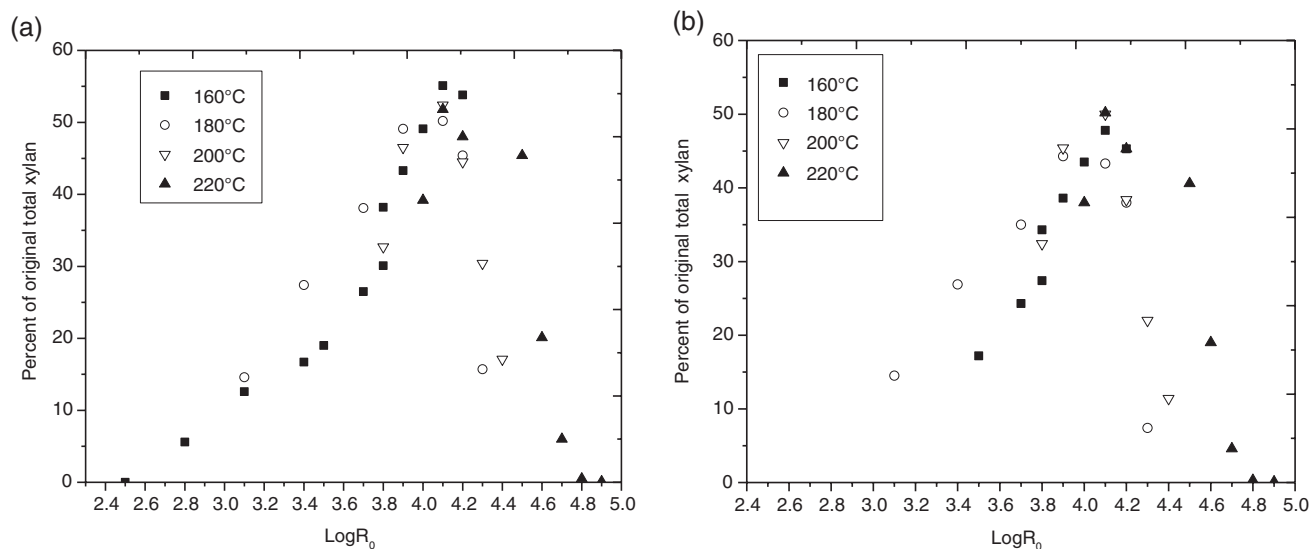 (a)
60
50
40
30
20
10
0
Percent of original total xylan
160°C
180°C
200°C
220°C
2.4 2.6 2.8 3.0 3.2 3.4 3.6 3.8 4.0 4.2 4.4 4.6 4.8 5.0
LogR0
(b)
60
50
40
30
20
10
0
Percent of original total xylan
160°C
180°C
200°C
220°C
2.4 2.6 2.8 3.0 3.2 3.4 3.6 3.8 4.0 4.2 4.4 4.6 4.8 5.0
LogR0